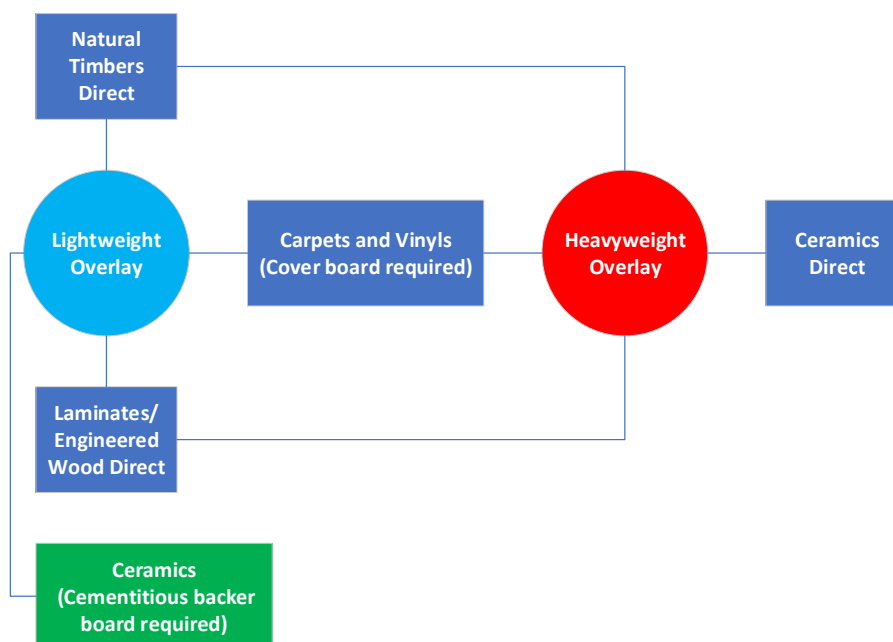 Natural
Timbers
Direct
Lightweight
Overlay
Carpets and Vinyls
(Cover board required)
Heavyweight
Overlay
Ceramics
Direct
Laminates/
Engineered
Wood Direct
Ceramics
(Cementitious backer
board required)